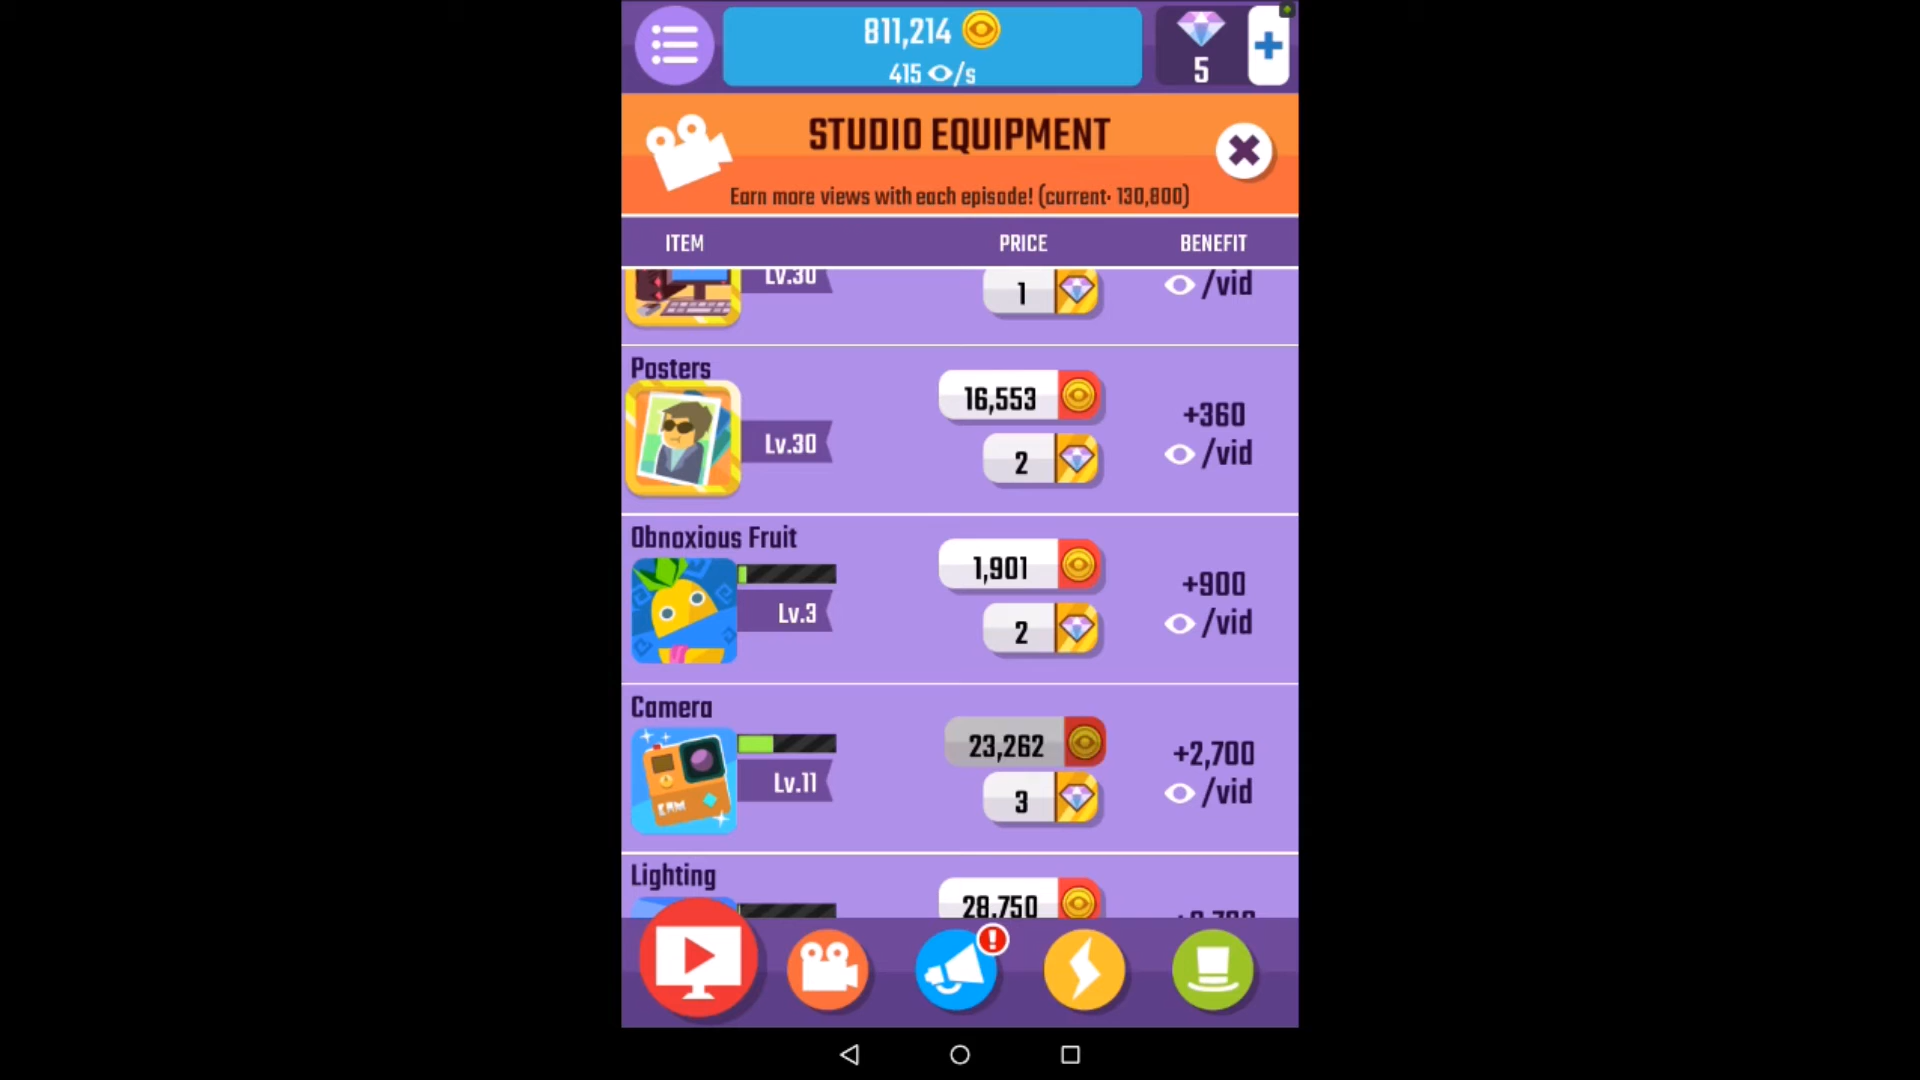 811,214
415 /s
5
STUDIO EQUIPMENT
Earn more views with each episode! (current: 130,800)
ITEM PRICE BENEFIT
Lv.30
1
/vid
Posters
Lv.30
16,553
2
+360
/vid
Obnoxious Fruit
Lv.3
1,901
2
+900
/vid
Camera
CAM
Lv.11
23,262
3
+2,700
/vid
Lighting
28,750